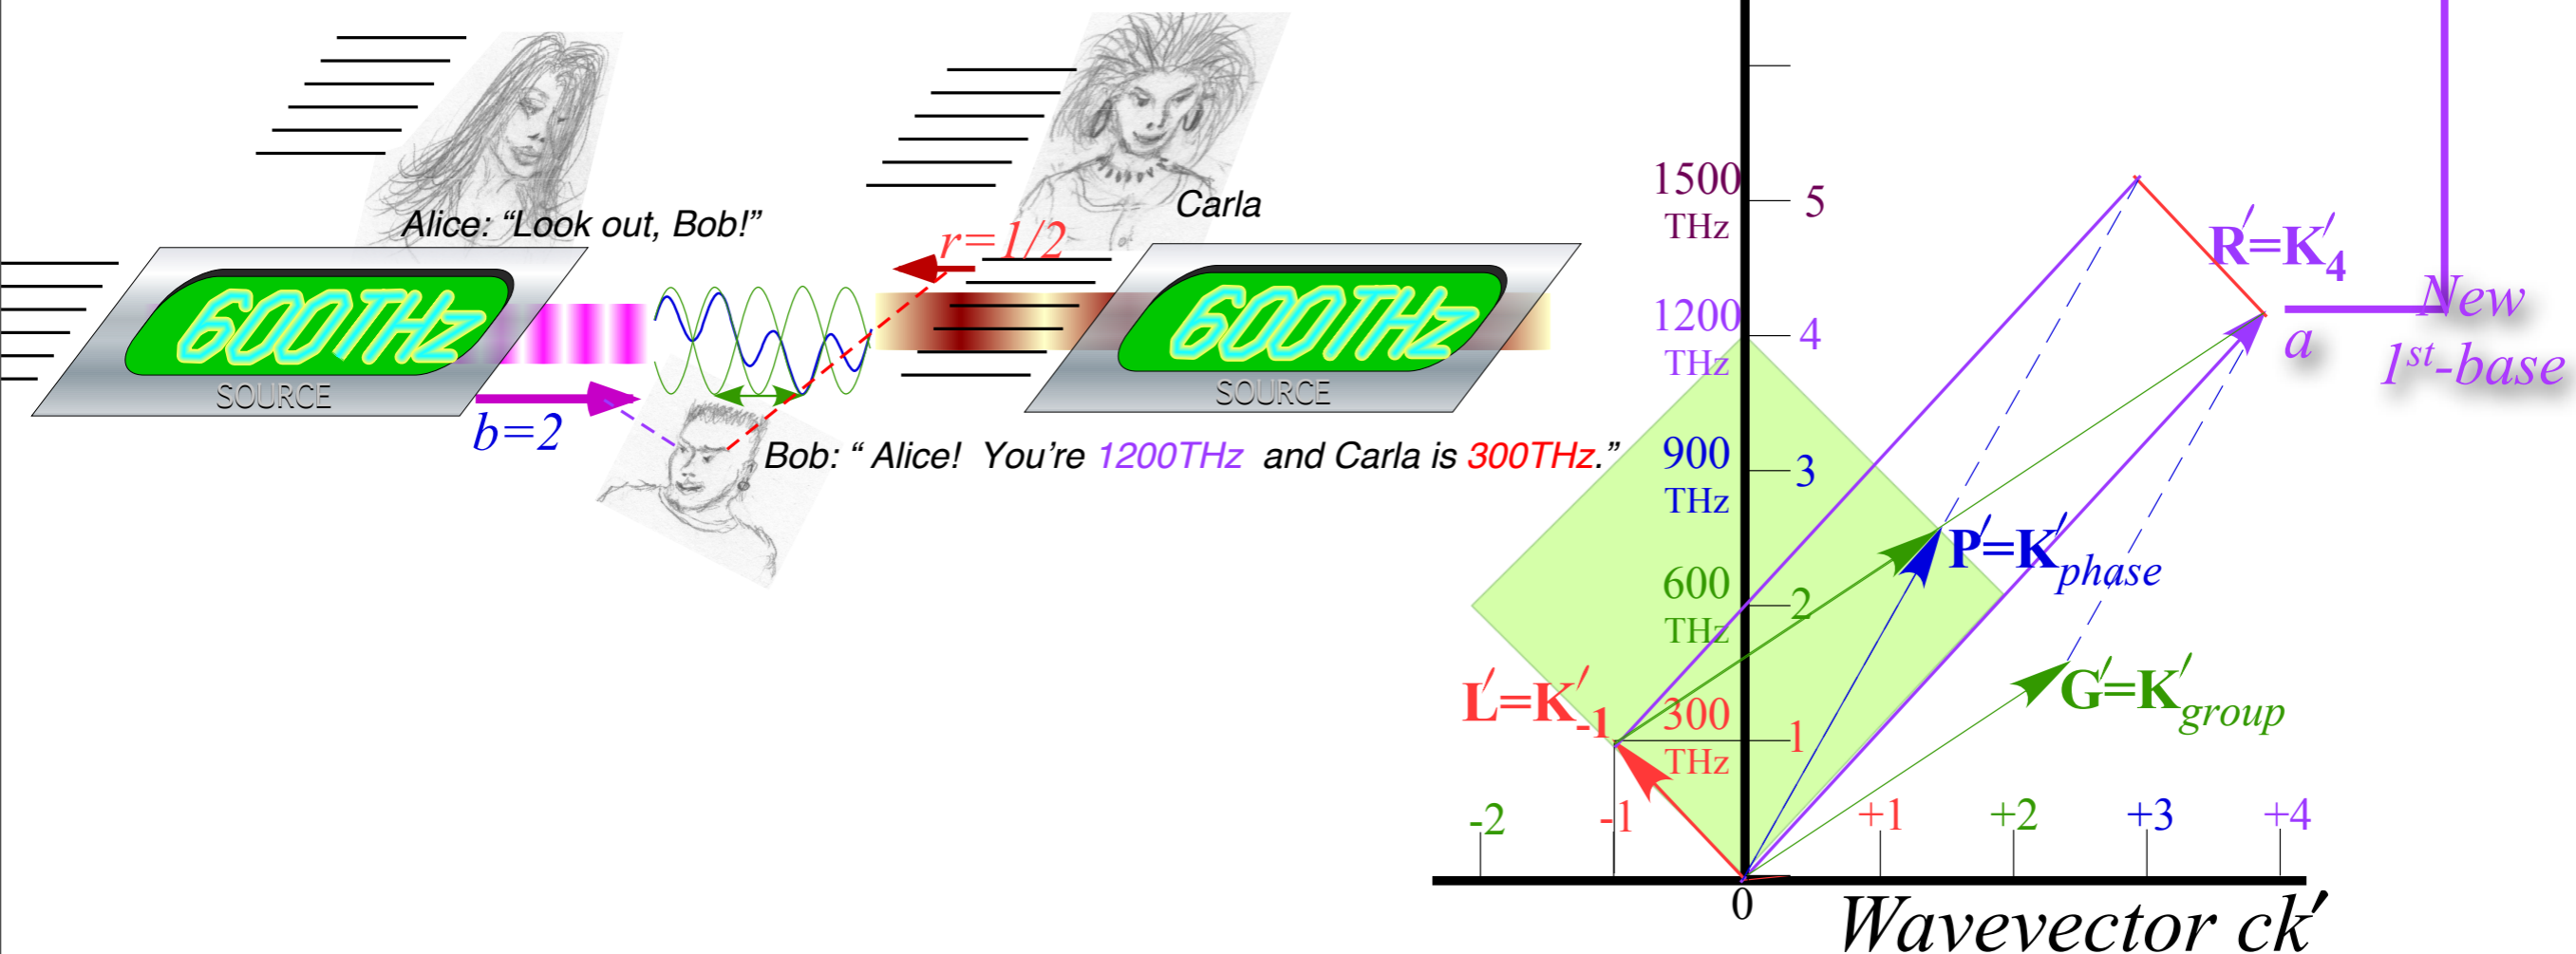 Alice: “Look out, Bob!”
Carla
r=1/2
600THz
SOURCE
600THz
SOURCE
b=2
Bob: “ Alice! You’re 1200THz and Carla is 300THz.”
1500
THz
5
1200
THz
4
900
THz
3
600
THz
2
300
THz
1
R′=K′4
a
New
1st-base
P′=K′phase
G′=K′group
L′=K′-1
-2
-1
+1
+2
+3
+4
0
Wavevector ck′